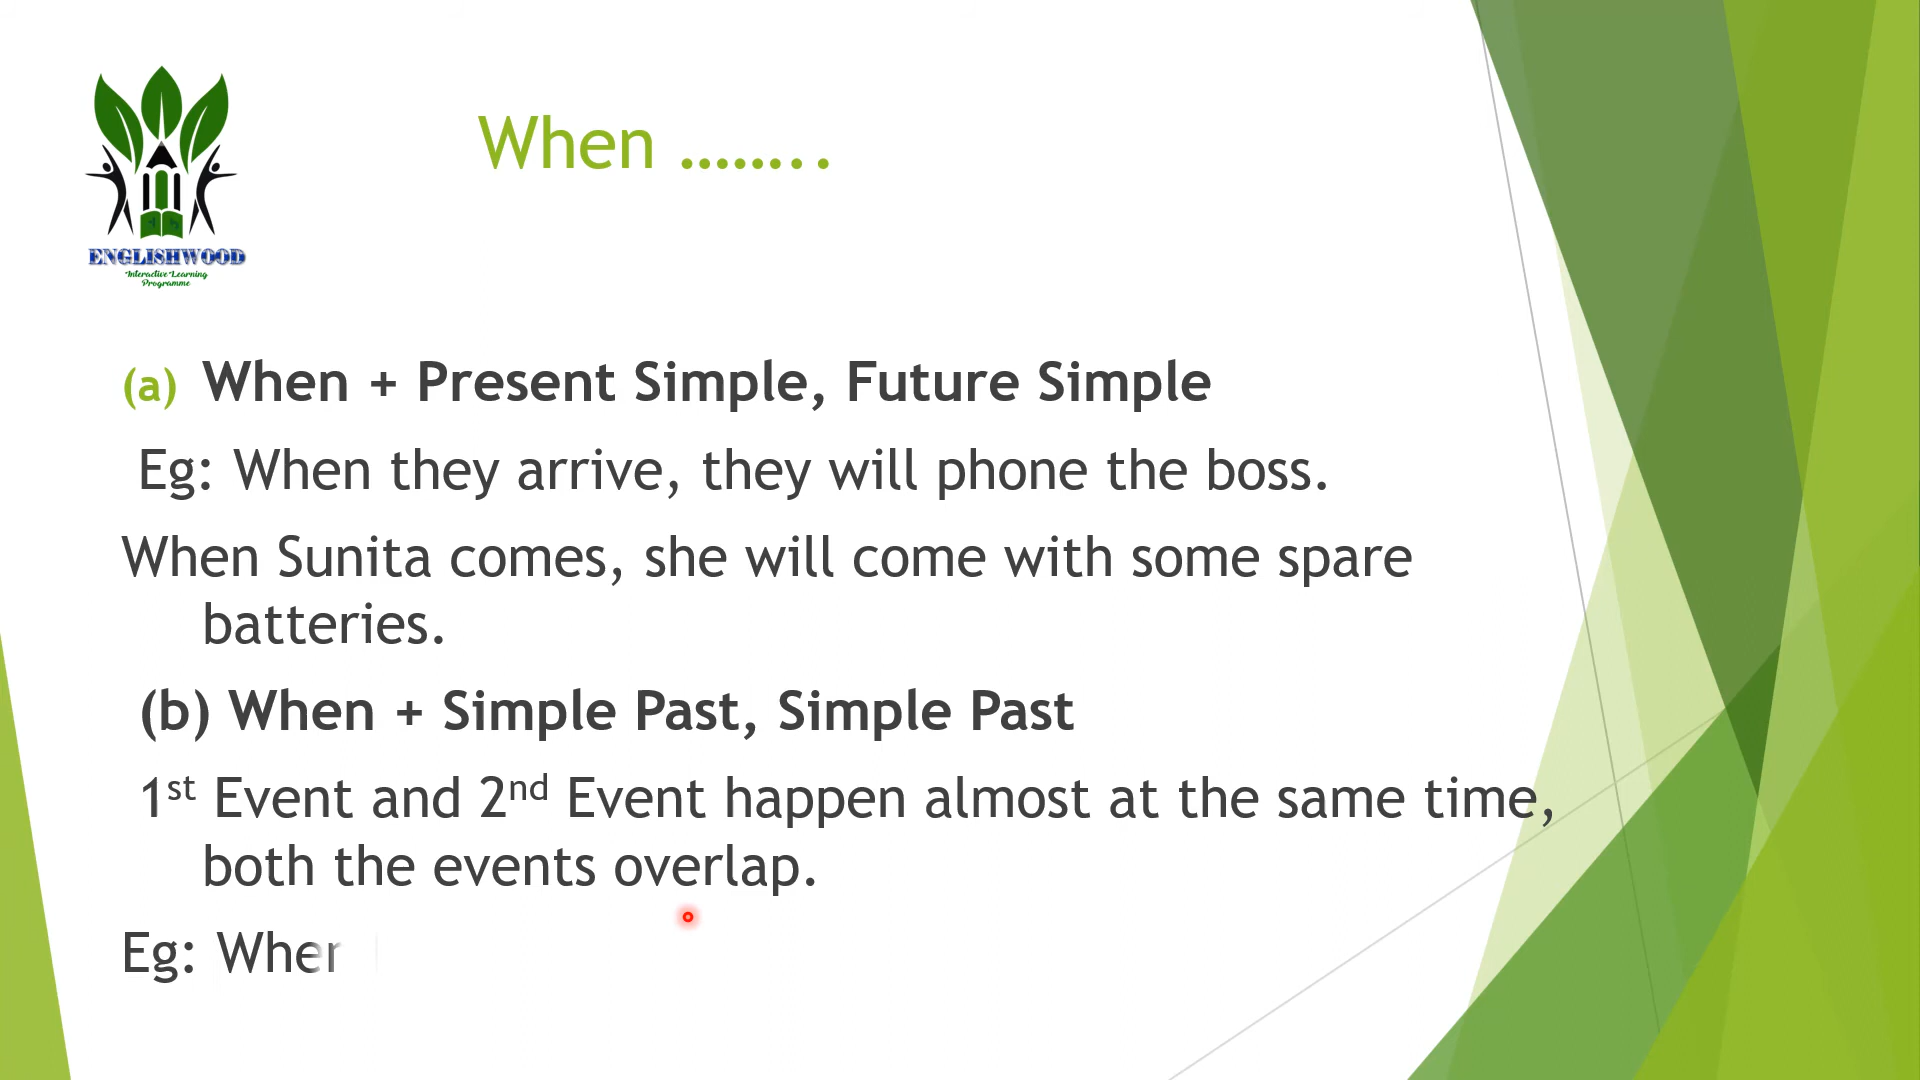 When ........
ENGLISHWOOD
Interactive Learning
Programme
(a) When + Present Simple, Future Simple
Eg: When they arrive, they will phone the boss.
When Sunita comes, she will come with some spare
batteries.
(b) When + Simple Past, Simple Past
1st Event and 2nd Event happen almost at the same time,
both the events overlap.
Eg: